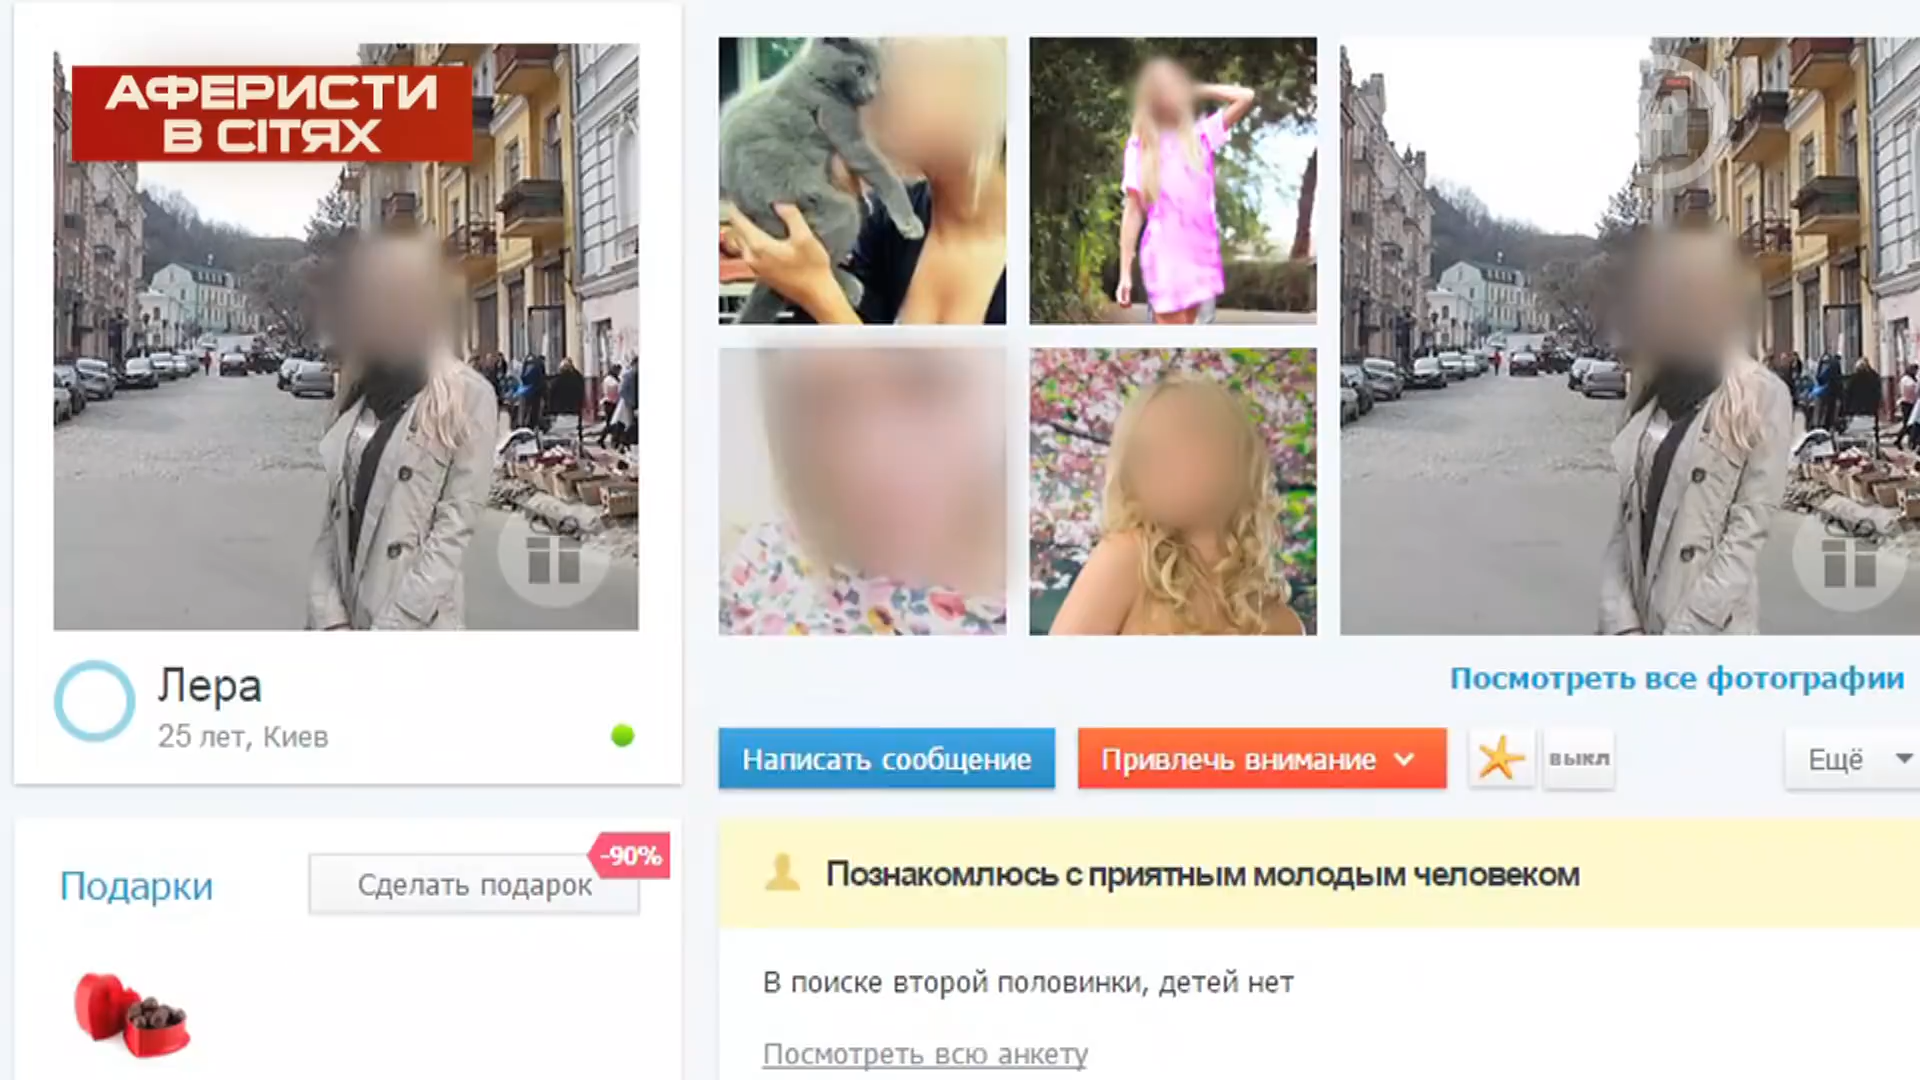 АФЕРИСТИ
В СІТЯХ
Лера
25 лет, Киев
Посмотреть все фотографии
Написать сообщение
Привлечь внимание
выкл
Ещё
Подарки
Сделать подарок
-90%
Познакомлюсь с приятным молодым человеком
В поиске второй половинки, детей нет
Посмотреть всю анкету